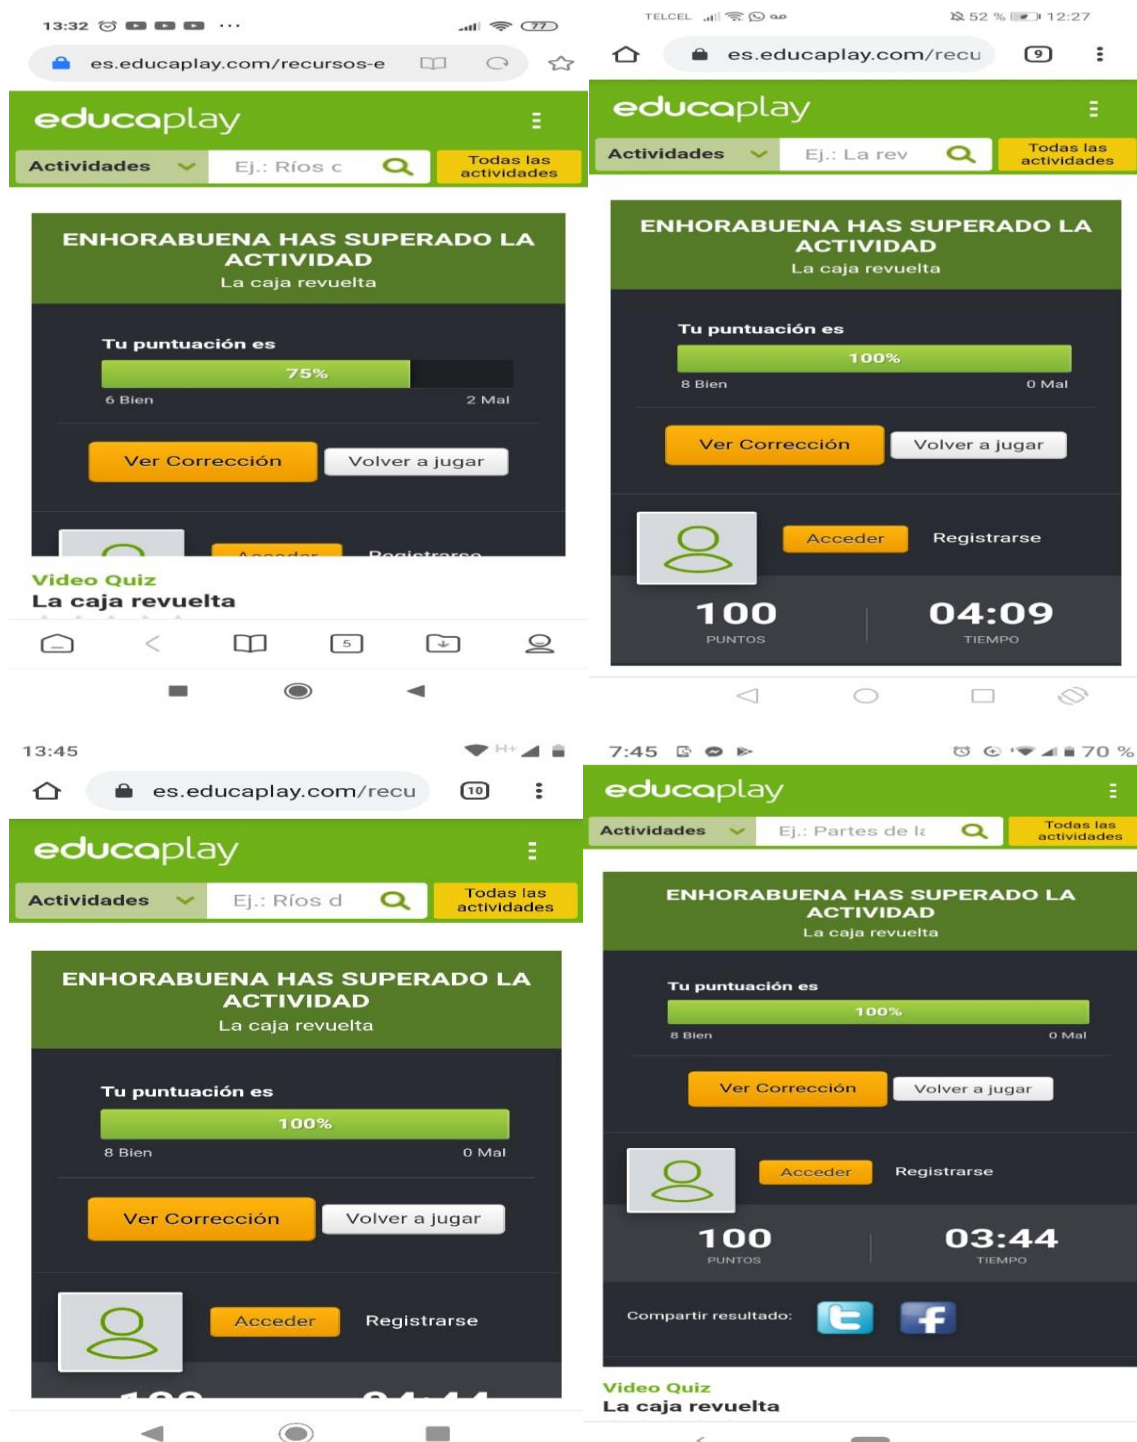 13:32 ... 77
es.educaplay.com/recursos-e
educaplay
Actividades Ej.: Ríos c Todas las
actividades
ENHORABUENA HAS SUPERADO LA
ACTIVIDAD
La caja revuelta
Tu puntuación es
75%
6 Bien 2 Mal
Ver Corrección Volver a jugar
Acceder Registrarse
Video Quiz
La caja revuelta
5
TELCEL 52 % 12:27
es.educaplay.com/recu 9
educaplay
Actividades Ej.: La rev Todas las
actividades
ENHORABUENA HAS SUPERADO LA
ACTIVIDAD
La caja revuelta
Tu puntuación es
100%
8 Bien 0 Mal
Ver Corrección Volver a jugar
Acceder Registrarse
100 04:09
PUNTOS TIEMPO
13:45 H+
es.educaplay.com/recu 10
educaplay
Actividades Ej.: Ríos d Todas las
actividades
ENHORABUENA HAS SUPERADO LA
ACTIVIDAD
La caja revuelta
Tu puntuación es
100%
8 Bien 0 Mal
Ver Corrección Volver a jugar
Acceder Registrarse
7:45 70 %
educaplay
Actividades Ej.: Partes de la Todas las
actividades
ENHORABUENA HAS SUPERADO LA
ACTIVIDAD
La caja revuelta
Tu puntuación es
100%
8 Bien 0 Mal
Ver Corrección Volver a jugar
Acceder Registrarse
100 03:44
PUNTOS TIEMPO
Compartir resultado:
Video Quiz
La caja revuelta